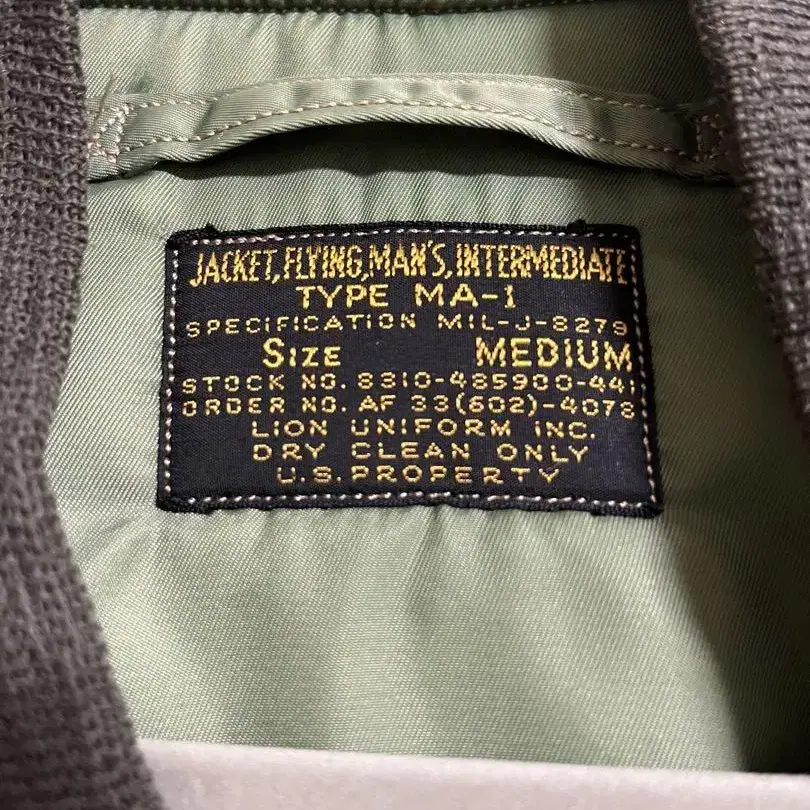 JACKET, FLYING, MAN'S, INTERMEDIATE
TYPE MA-1
SPECIFICATION MIL-J-8279
SIZE MEDIUM
STOCK NO. 8310-485900-441
ORDER NO. AF 33(602)-4078
LION UNIFORM INC.
DRY CLEAN ONLY
U.S. PROPERTY